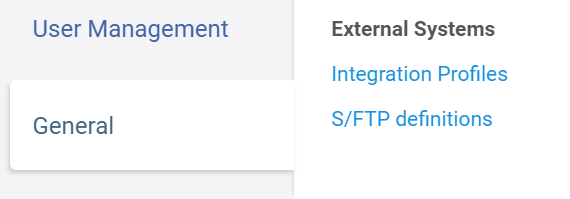 User Management
General
External Systems
Integration Profiles
S/FTP definitions